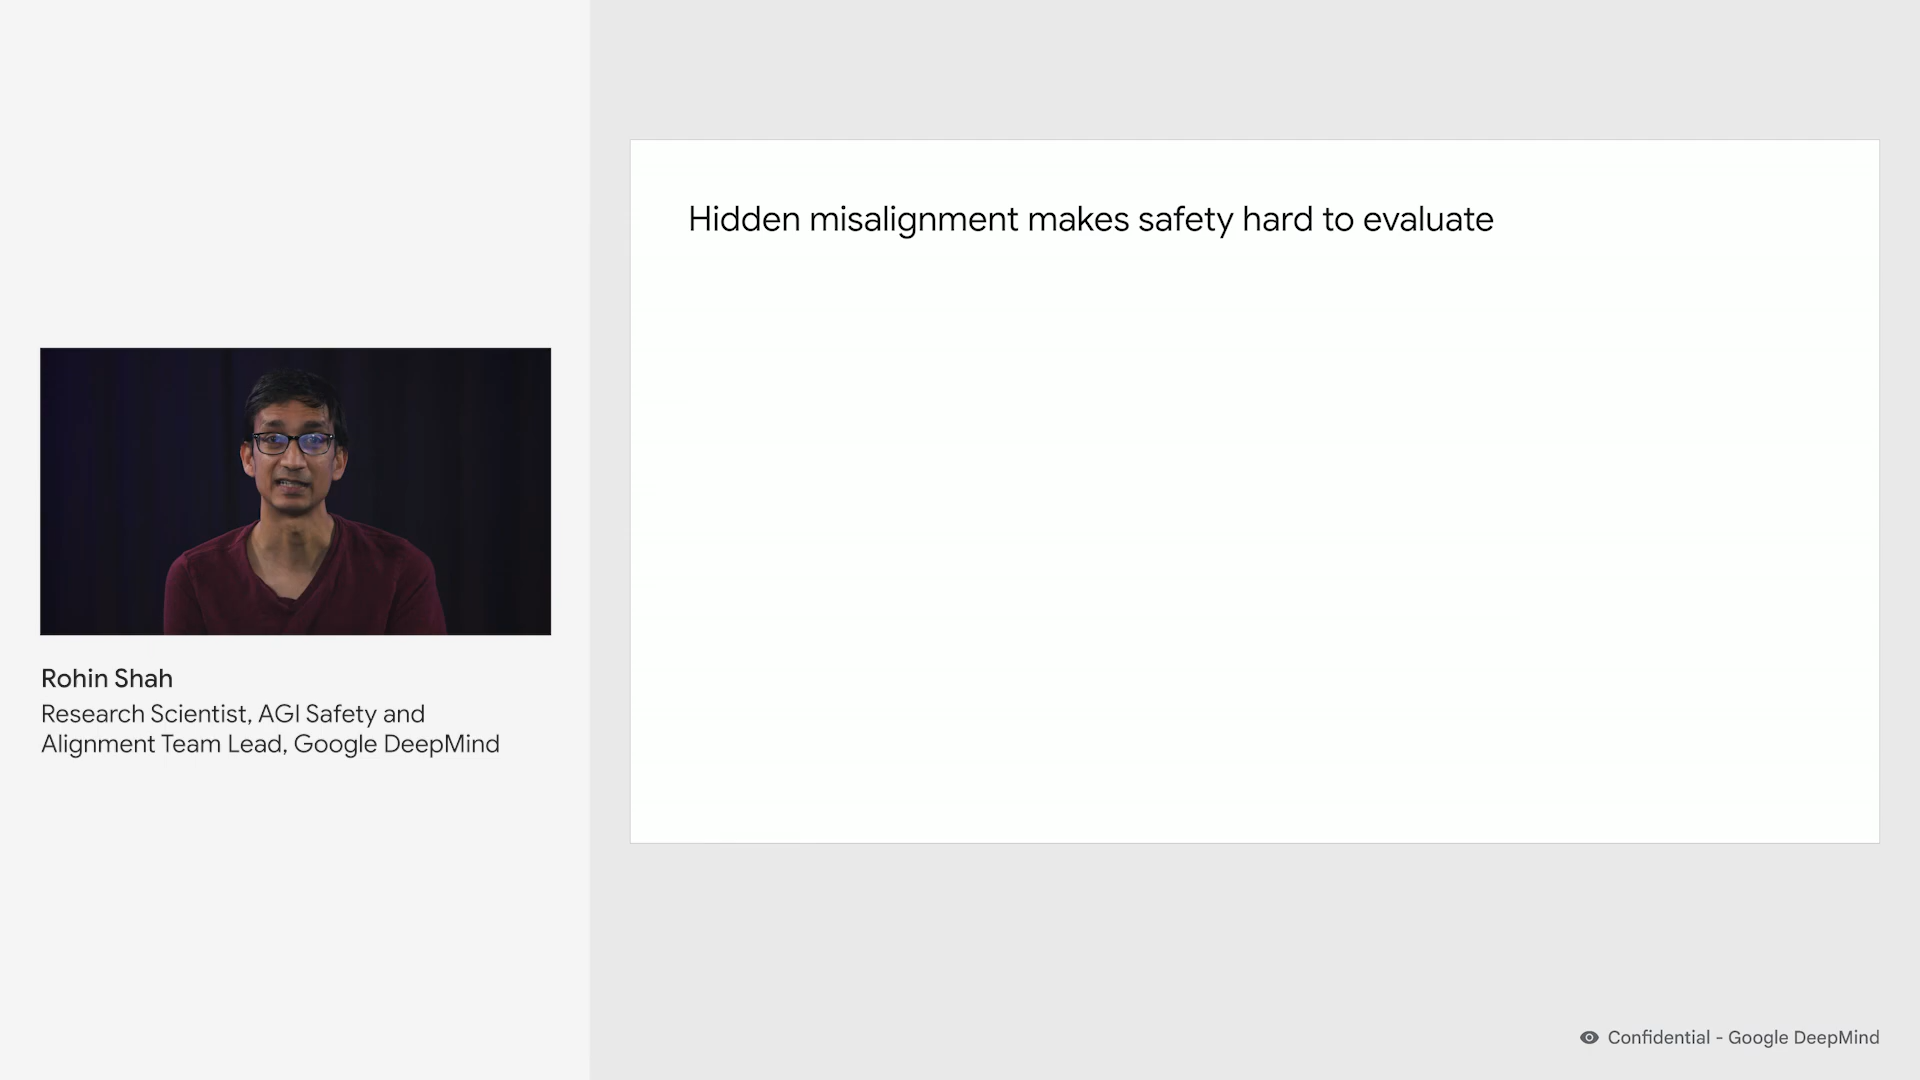 Hidden misalignment makes safety hard to evaluate
Rohin Shah
Research Scientist, AGI Safety and
Alignment Team Lead, Google DeepMind
Confidential - Google DeepMind